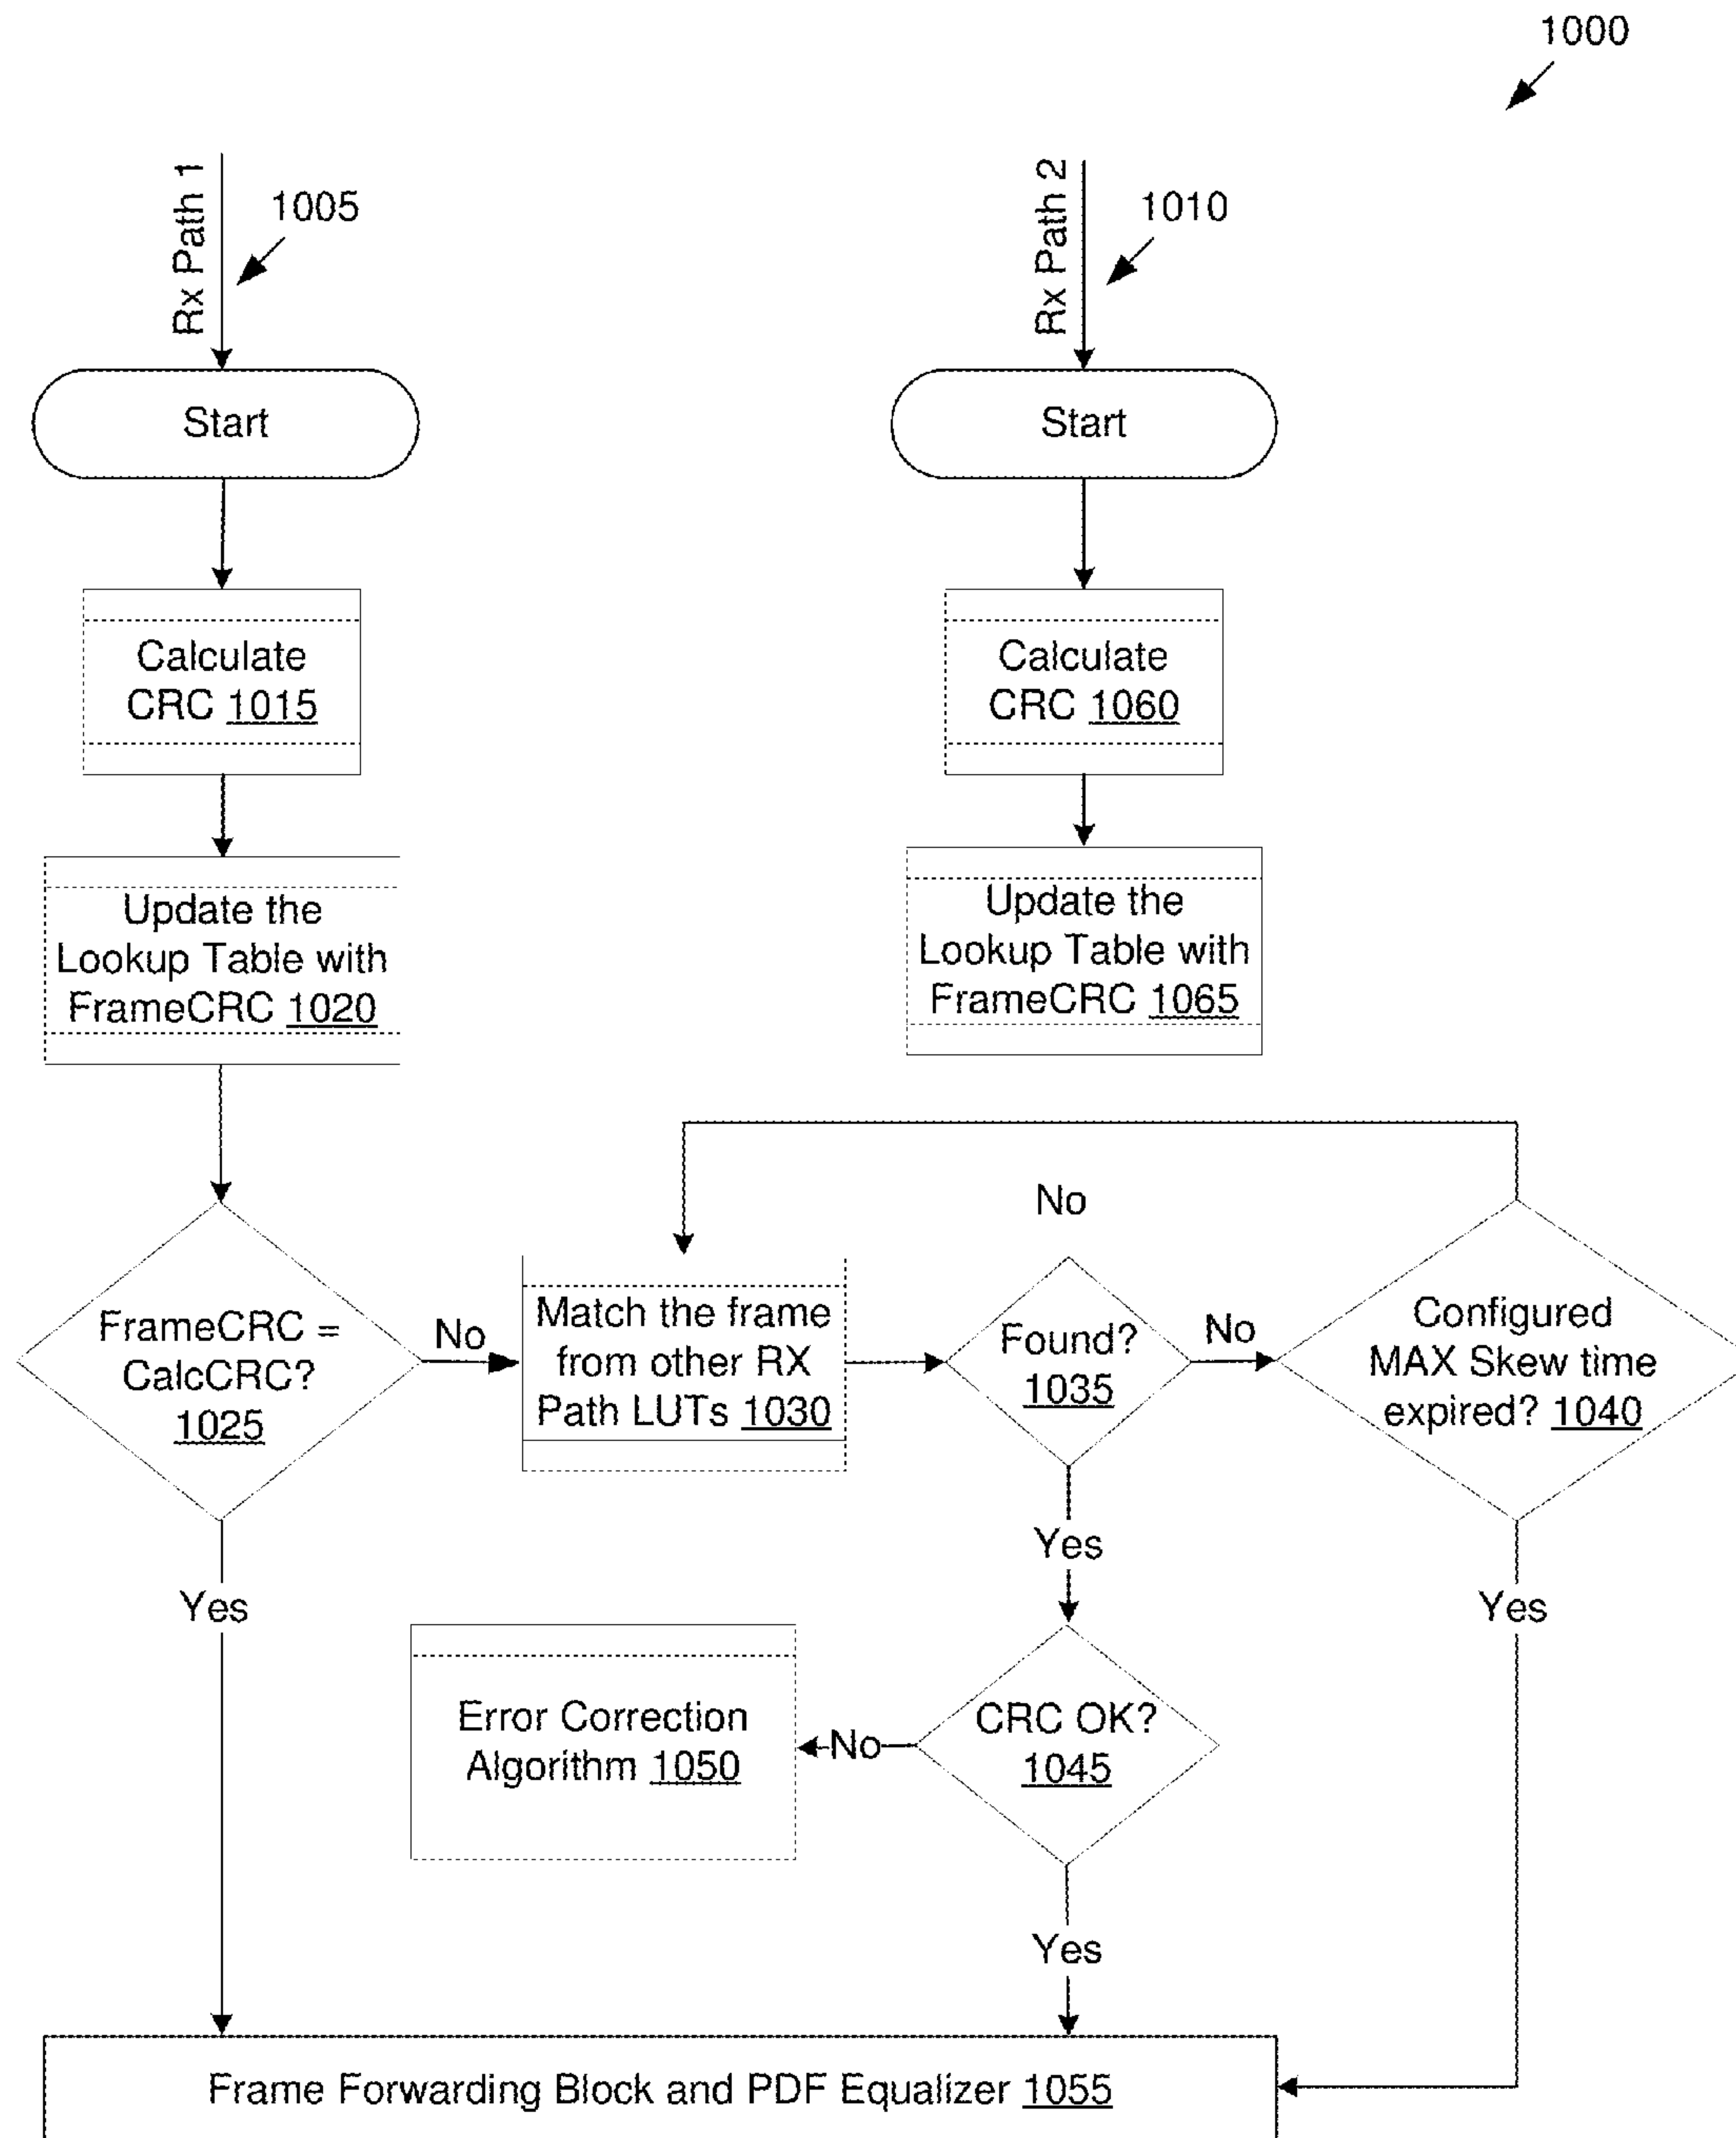 1000
Rx Path 1
1005
Rx Path 2
1010
Start
Start
Calculate
CRC 1015
Calculate
CRC 1060
Update the
Lookup Table with
FrameCRC 1020
Update the
Lookup Table with
FrameCRC 1065
No
FrameCRC =
CalcCRC?
1025
No
Match the frame
from other RX
Path LUTs 1030
Found?
1035
No
Configured
MAX Skew time
expired? 1040
Yes
Yes
Yes
Error Correction
Algorithm 1050
No
CRC OK?
1045
Yes
Frame Forwarding Block and PDF Equalizer 1055